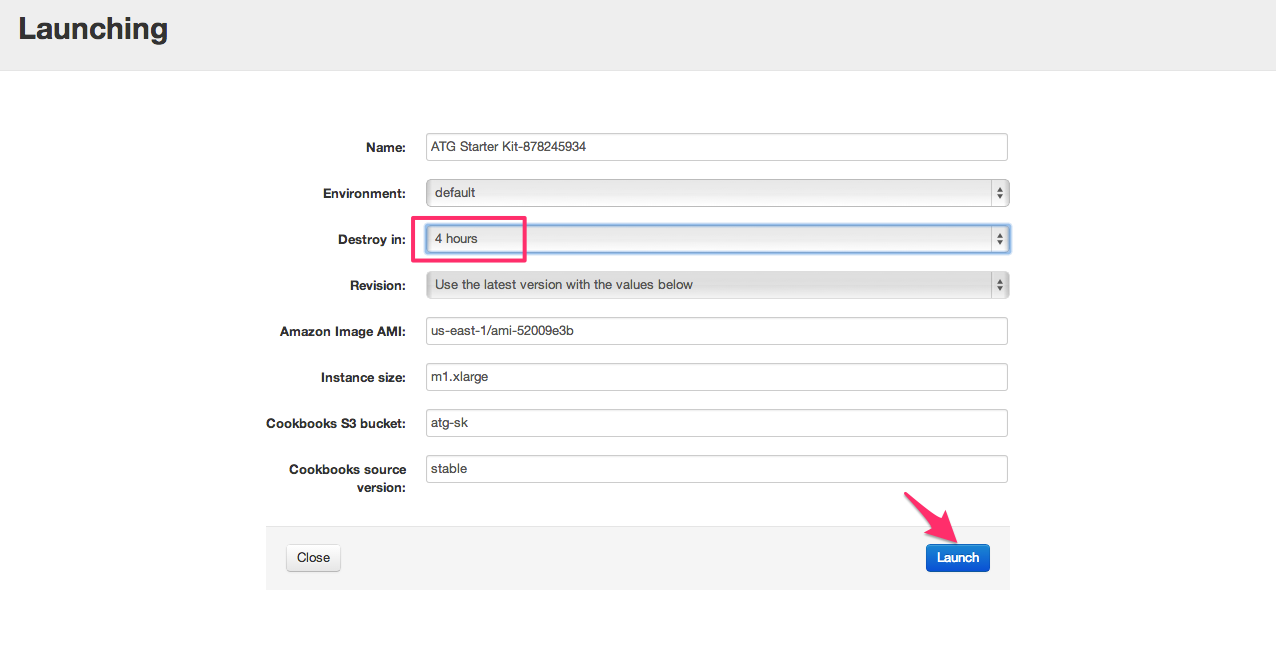 Launching
Name: ATG Starter Kit-878245934
Environment: default
Destroy in: 4 hours
Revision: Use the latest version with the values below
Amazon Image AMI: us-east-1/ami-52009e3b
Instance size: m1.xlarge
Cookbooks S3 bucket: atg-sk
Cookbooks source stable
version:
Close Launch